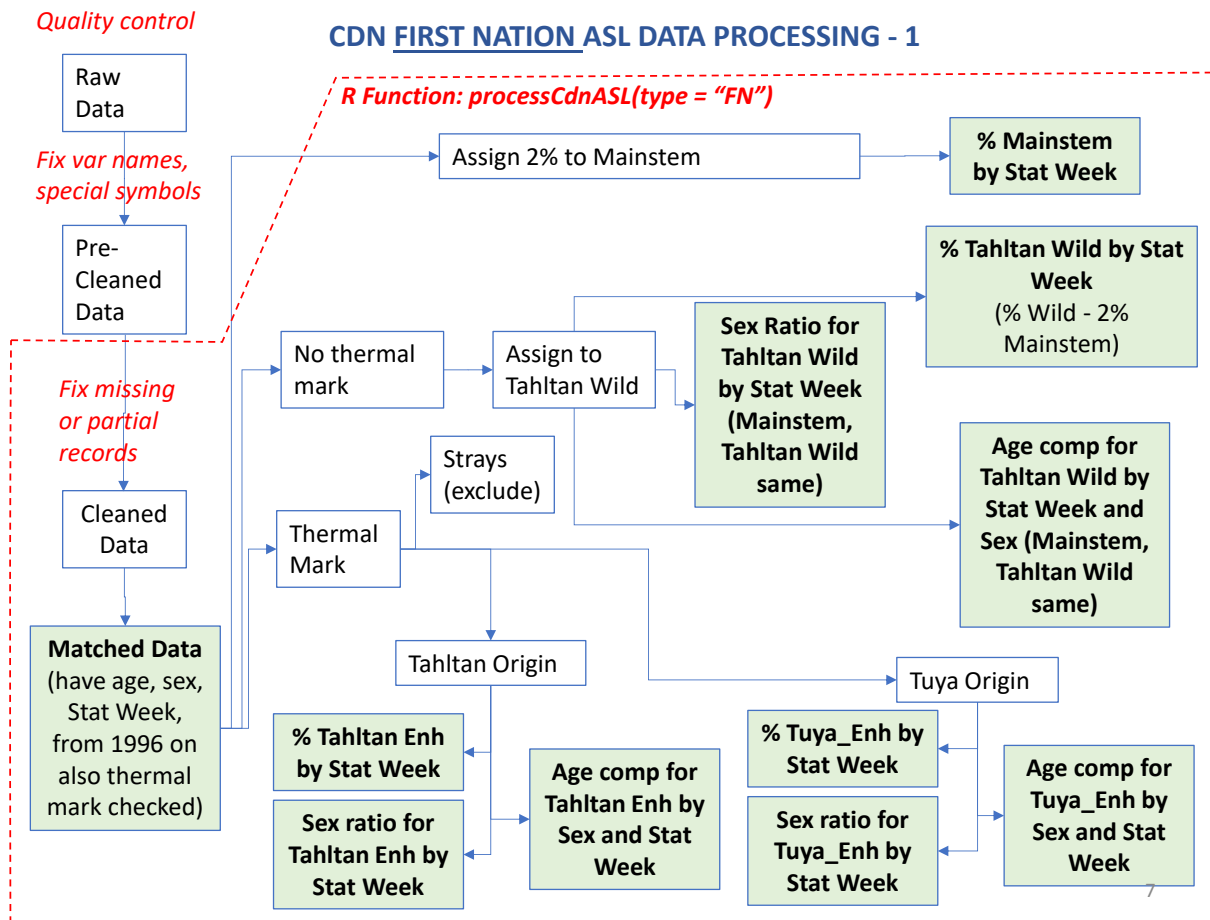 Quality control
CDN FIRST NATION ASL DATA PROCESSING - 1
Raw
Data
R Function: processCdnASL(type = “FN”)
Fix var names,
special symbols
Assign 2% to Mainstem
% Mainstem
by Stat Week
Pre-
Cleaned
Data
% Tahltan Wild by Stat
Week
(% Wild - 2%
Mainstem)
No thermal
mark
Assign to
Tahltan Wild
Sex Ratio for
Tahltan Wild
by Stat Week
(Mainstem,
Tahltan Wild
same)
Fix missing
or partial
records
Strays
(exclude)
Age comp for
Tahltan Wild by
Stat Week and
Sex (Mainstem,
Tahltan Wild
same)
Cleaned
Data
Thermal
Mark
Matched Data
(have age, sex,
Stat Week,
from 1996 on
also thermal
mark checked)
Tahltan Origin
Tuya Origin
% Tahltan Enh
by Stat Week
Age comp for
Tahltan Enh by
Sex and Stat
Week
Sex ratio for
Tahltan Enh by
Stat Week
% Tuya_Enh by
Stat Week
Age comp for
Tuya_Enh by
Sex and Stat
Week
Sex ratio for
Tuya_Enh by
Stat Week
7